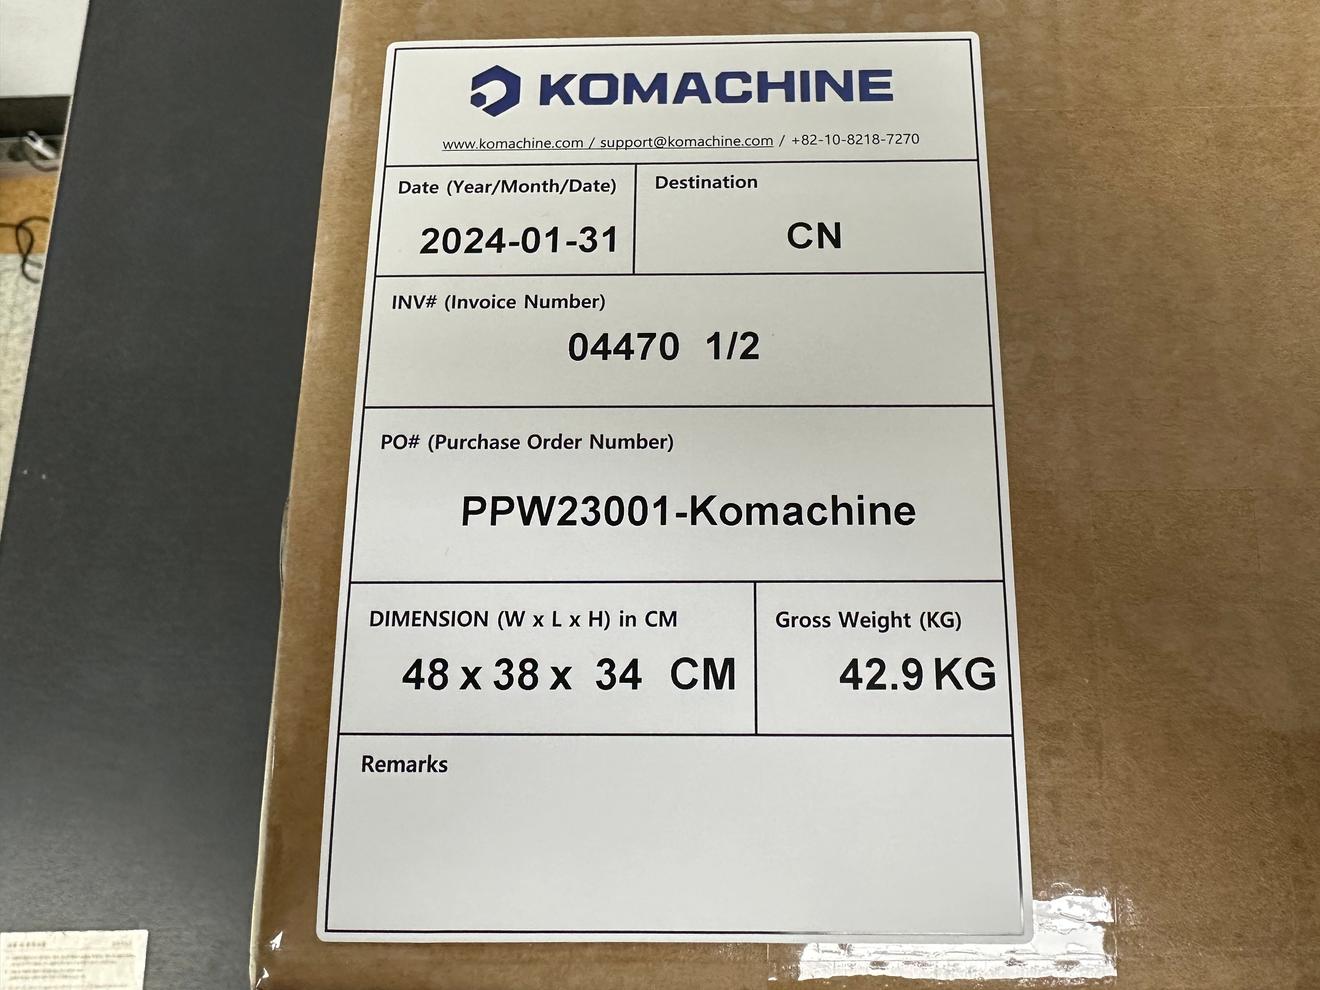 KOMACHINE
www.komachine.com / support@komachine.com / +82-10-8218-7270
Date (Year/Month/Date)
2024-01-31
Destination
CN
INV# (Invoice Number)
04470 1/2
PO# (Purchase Order Number)
PPW23001-Komachine
DIMENSION (W x L x H) in CM
48 x 38 x 34 CM
Gross Weight (KG)
42.9 KG
Remarks